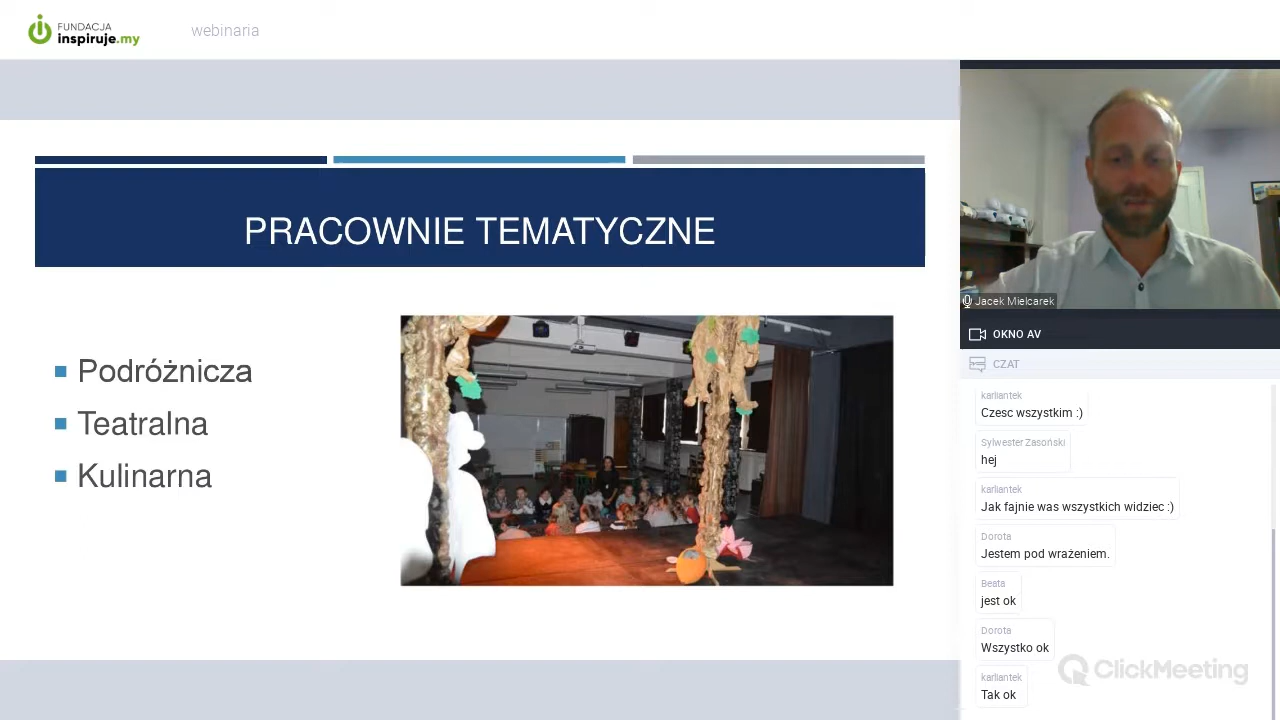 FUNDACJA
inspiruje.my
webinaria
PRACOWNIE TEMATYCZNE
Podróżnicza
Teatralna
Kulinarna
Jacek Mielcarek
OKNO AV
CZAT
karliantek
Czesc wszystkim :)
Sylwester Zasoński
hej
karliantek
Jak fajnie was wszystkich widziec :)
Dorota
Jestem pod wrażeniem.
Beata
jest ok
Dorota
Wszystko ok
karliantek
Tak ok
ClickMeeting